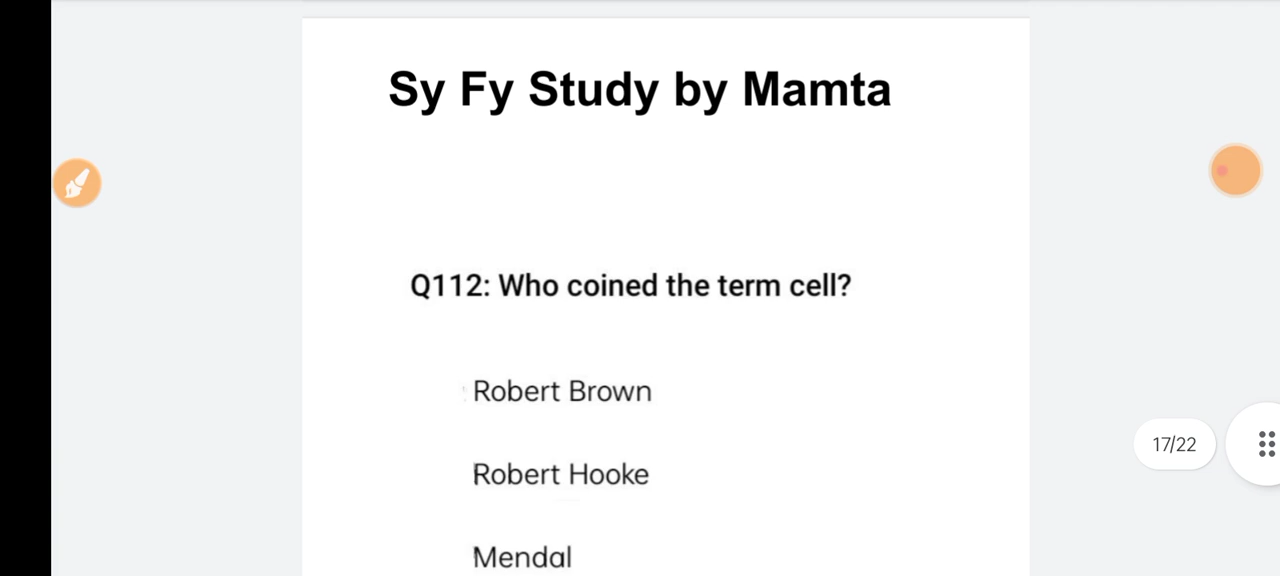 Sy Fy Study by Mamta
Q112: Who coined the term cell?
Robert Brown
Robert Hooke
17/22
Mendal